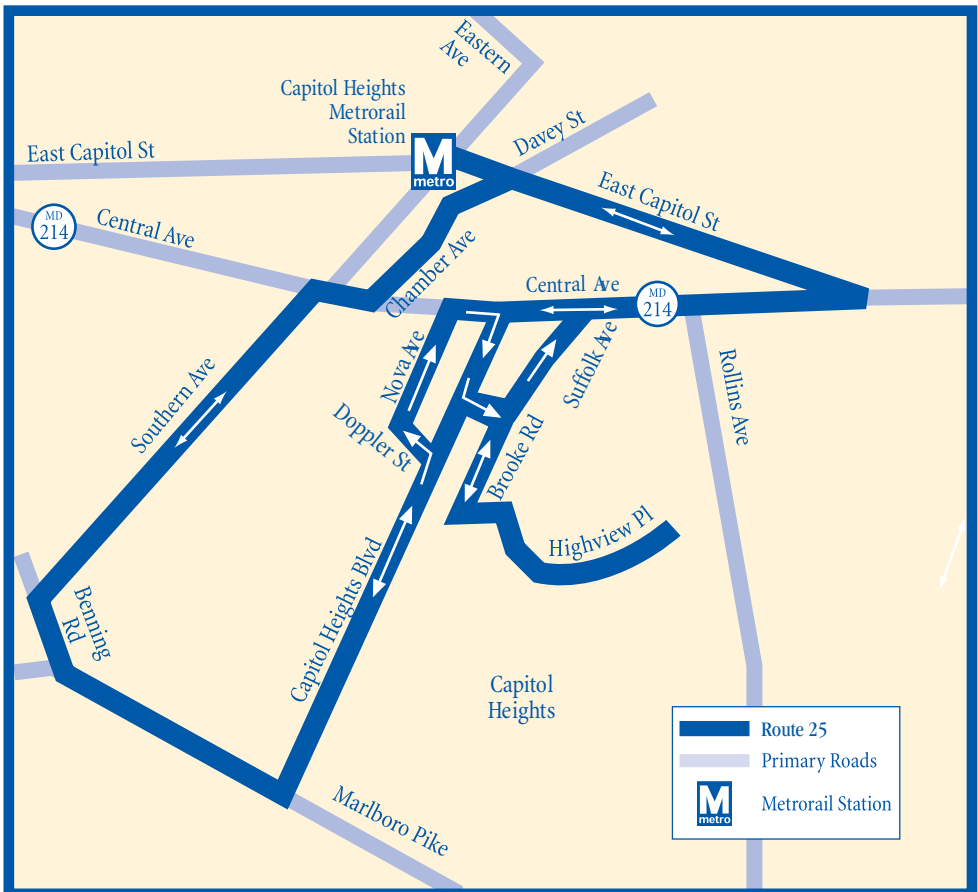 Eastern
Ave
Capitol Heights
Metrorail
Station
M
metro
Davey St
East Capitol St
East Capitol St
MD
214
Central Ave
Chamber Ave
Central Ave
MD
214
Nova Ave
Suffolk Ave
Rollins Ave
Southern Ave
Doppler St
Brooke Rd
Highview Pl
Capitol Heights Blvd
Benning
Rd
Capitol
Heights
Marlboro Pike
Route 25
Primary Roads
M
metro
Metrorail Station